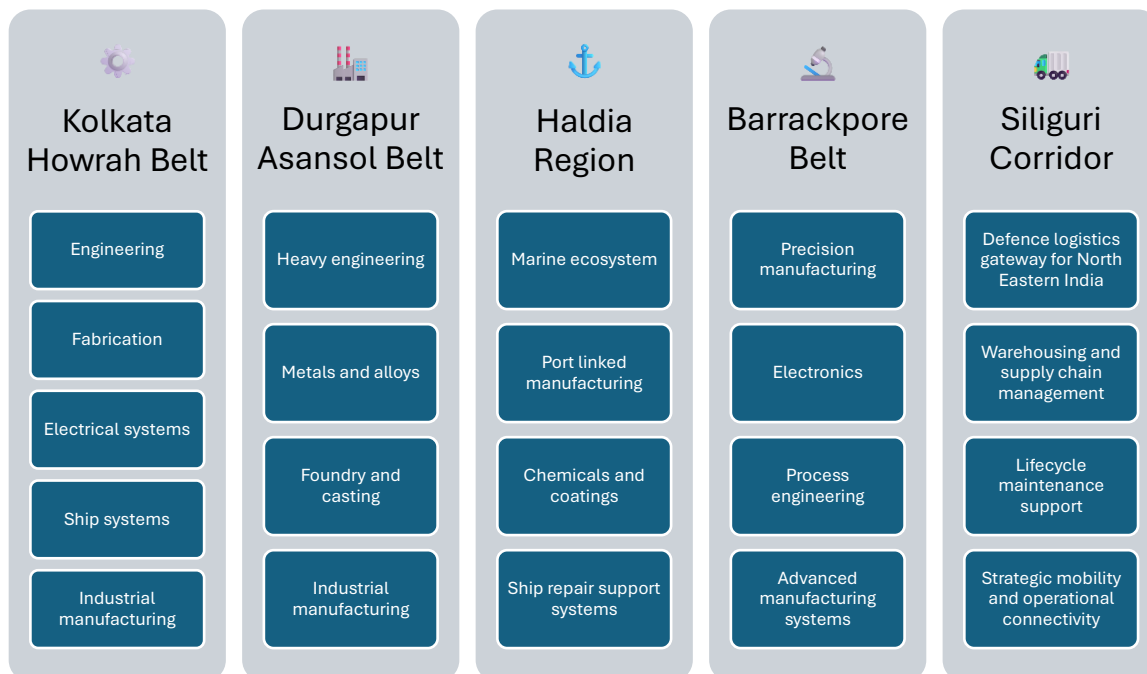 Kolkata
Howrah Belt
Engineering
Fabrication
Electrical systems
Ship systems
Industrial
manufacturing
Durgapur
Asansol Belt
Heavy engineering
Metals and alloys
Foundry and
casting
Industrial
manufacturing
Haldia
Region
Marine ecosystem
Port linked
manufacturing
Chemicals and
coatings
Ship repair support
systems
Barrackpore
Belt
Precision
manufacturing
Electronics
Process
engineering
Advanced
manufacturing
systems
Siliguri
Corridor
Defence logistics
gateway for North
Eastern India
Warehousing and
supply chain
management
Lifecycle
maintenance
support
Strategic mobility
and operational
connectivity